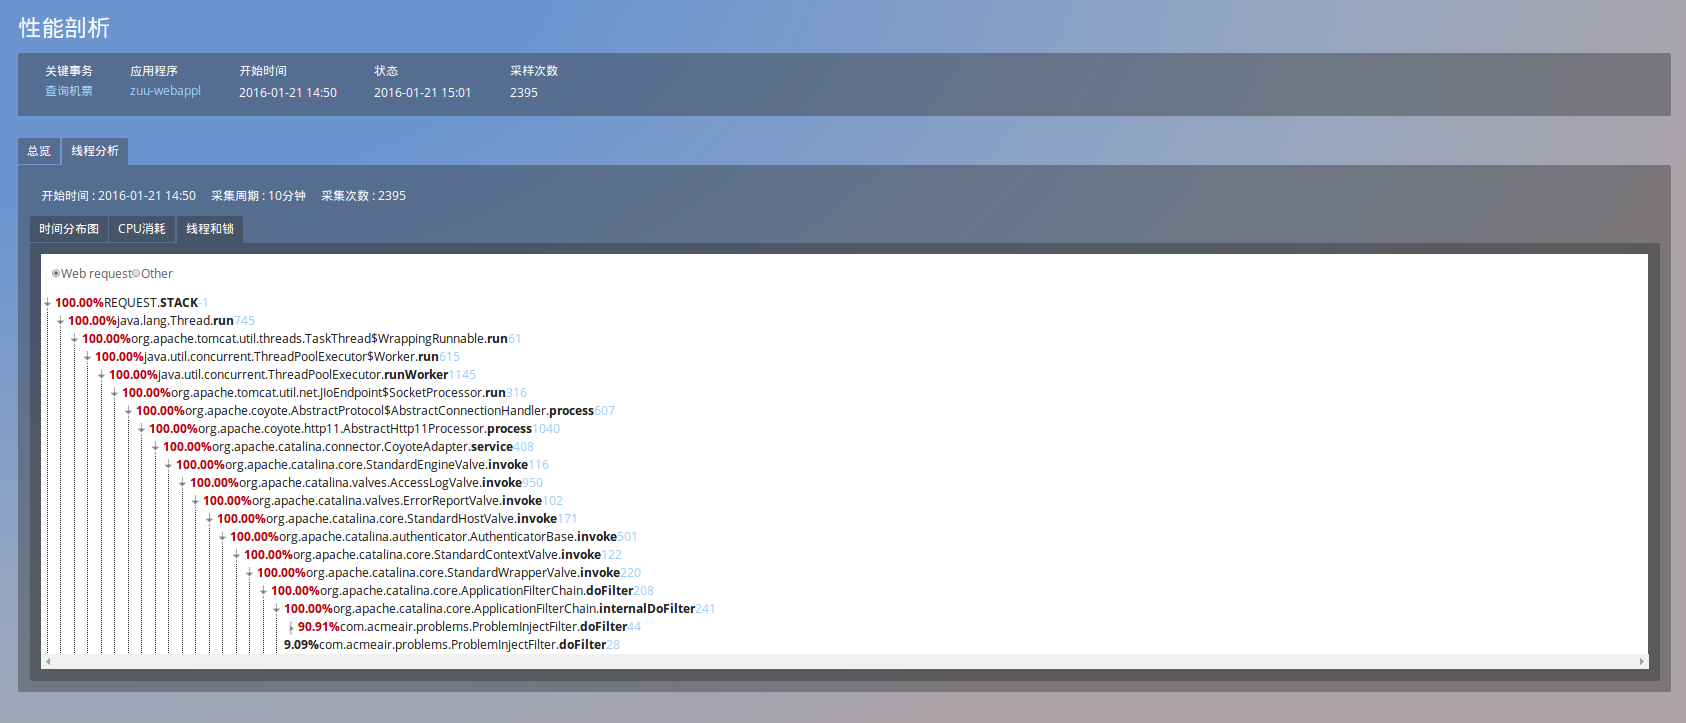 性能剖析
关键事务 应用程序 开始时间 状态 采样次数
查询机票 zuu-webappl 2016-01-21 14:50 2016-01-21 15:01 2395
总览 线程分析
开始时间 : 2016-01-21 14:50 采集周期 : 10分钟 采集次数 : 2395
时间分布图 CPU消耗 线程和锁
Web request Other
100.00%REQUEST.STACK-1
100.00%java.lang.Thread.run745
100.00%org.apache.tomcat.util.threads.TaskThread$WrappingRunnable.run61
100.00%java.util.concurrent.ThreadPoolExecutor$Worker.run615
100.00%java.util.concurrent.ThreadPoolExecutor.runWorker1145
100.00%org.apache.tomcat.util.net.JIoEndpoint$SocketProcessor.run316
100.00%org.apache.coyote.AbstractProtocol$AbstractConnectionHandler.process607
100.00%org.apache.coyote.http11.AbstractHttp11Processor.process1040
100.00%org.apache.catalina.connector.CoyoteAdapter.service408
100.00%org.apache.catalina.core.StandardEngineValve.invoke116
100.00%org.apache.catalina.valves.AccessLogValve.invoke950
100.00%org.apache.catalina.valves.ErrorReportValve.invoke102
100.00%org.apache.catalina.core.StandardHostValve.invoke171
100.00%org.apache.catalina.authenticator.AuthenticatorBase.invoke501
100.00%org.apache.catalina.core.StandardContextValve.invoke122
100.00%org.apache.catalina.core.StandardWrapperValve.invoke220
100.00%org.apache.catalina.core.ApplicationFilterChain.doFilter208
100.00%org.apache.catalina.core.ApplicationFilterChain.internalDoFilter241
90.91%com.acmeair.problems.ProblemInjectFilter.doFilter44
9.09%com.acmeair.problems.ProblemInjectFilter.doFilter28